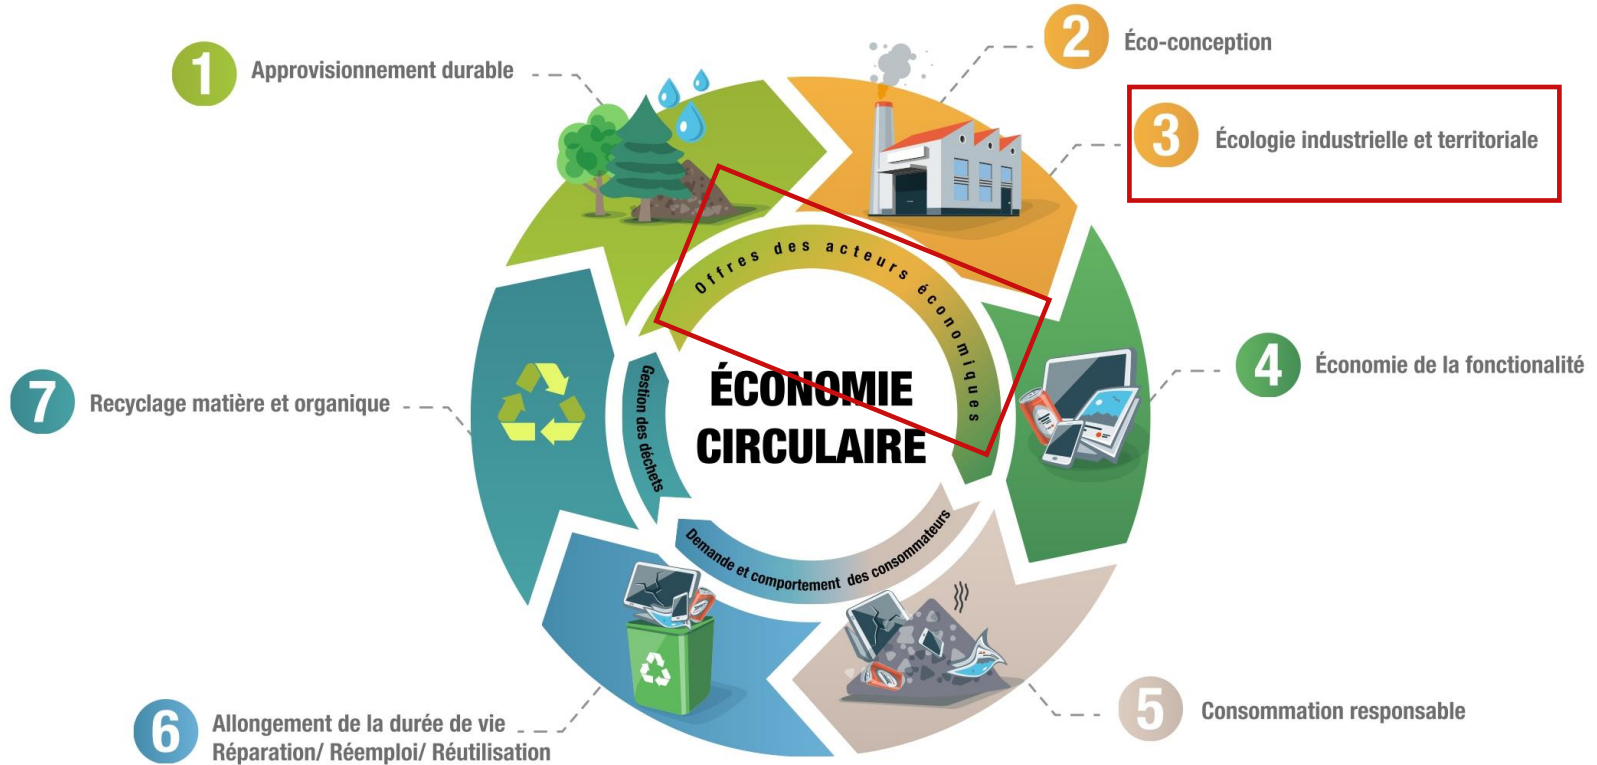 1
Approvisionnement durable
2
Éco-conception
3
Écologie industrielle et territoriale
4
Économie de la fonctionalité
5
Consommation responsable
6
Allongement de la durée de vie
Réparation/ Réemploi/ Réutilisation
7
Recyclage matière et organique
Offres des acteurs économiques
Demande et comportement des consommateurs
Gestion des déchets
ÉCONOMIE
CIRCULAIRE